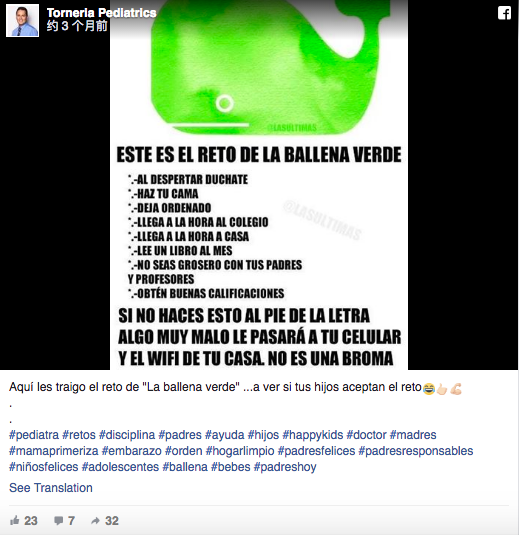 Torneria Pediatrics
约 3 个月前
@LASULTIMAS
ESTE ES EL RETO DE LA BALLENA VERDE
*.-AL DESPERTAR DUCHATE
*.-HAZ TU CAMA
*.-DEJA ORDENADO
@LASULTIMAS
*.-LLEGA A LA HORA AL COLEGIO
*.-LLEGA A LA HORA A CASA
*.-LEE UN LIBRO AL MES
*.-NO SEAS GROSERO CON TUS PADRES
Y PROFESORES
*.-OBTÉN BUENAS CALIFICACIONES
SI NO HACES ESTO AL PIE DE LA LETRA
ALGO MUY MALO LE PASARÁ A TU CELULAR
Y EL WIFI DE TU CASA. NO ES UNA BROMA
Aquí les traigo el reto de "La ballena verde" ...a ver si tus hijos aceptan el reto😂👆🏻💪🏻
.
.
#pediatra #retos #disciplina #padres #ayuda #hijos #happykids #doctor #madres
#mamaprimeriza #embarazo #orden #hogarlimpio #padresfelices #padresresponsables
#niñosfelices #adolescentes #ballena #bebes #padreshoy
See Translation
23 7 32